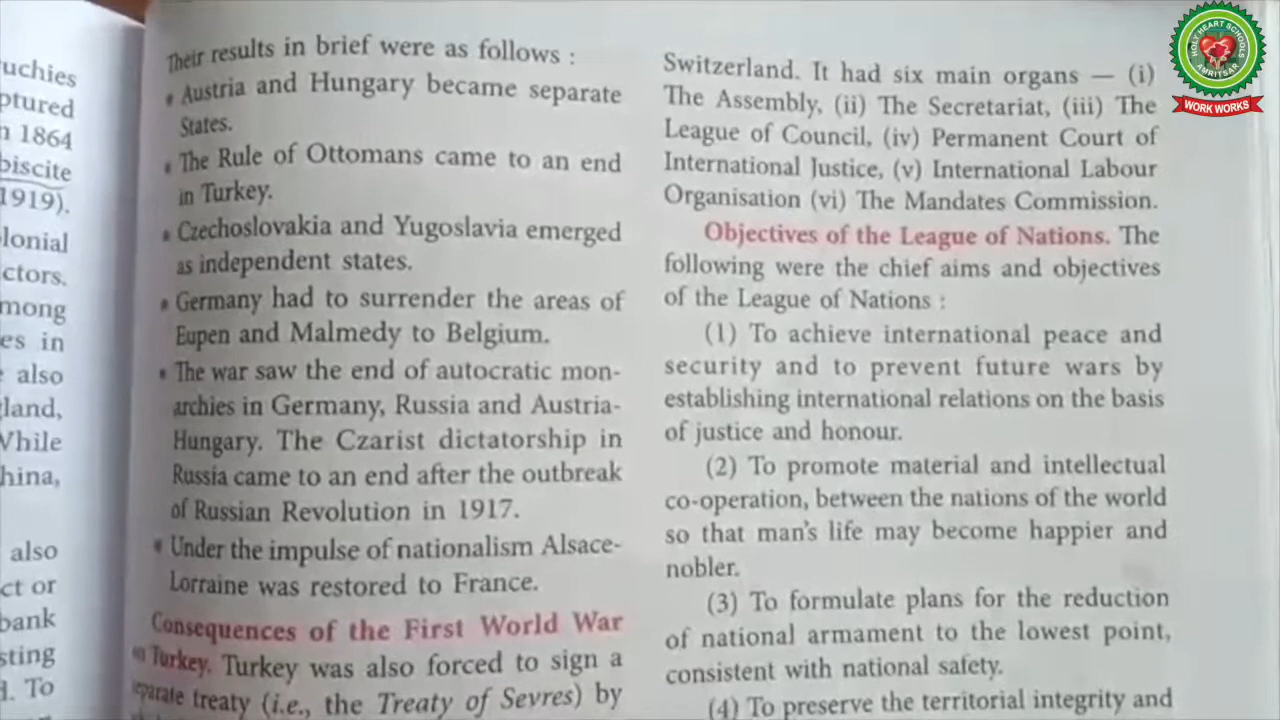 uchies
ptured
n 1864
biscite
1919).
lonial
ctors.
mong
es in
also
gland,
While
hina,
also
ct or
bank
sting
d. To
Their results in brief were as follows :
• Austria and Hungary became separate
States.
• The Rule of Ottomans came to an end
in Turkey.
• Czechoslovakia and Yugoslavia emerged
as independent states.
• Germany had to surrender the areas of
Eupen and Malmedy to Belgium.
• The war saw the end of autocratic mon-
archies in Germany, Russia and Austria-
Hungary. The Czarist dictatorship in
Russia came to an end after the outbreak
of Russian Revolution in 1917.
• Under the impulse of nationalism Alsace-
Lorraine was restored to France.
Consequences of the First World War
on Turkey. Turkey was also forced to sign a
eparate treaty (i.e., the Treaty of Sevres) by
Switzerland. It had six main organs — (i)
The Assembly, (ii) The Secretariat, (iii) The
League of Council, (iv) Permanent Court of
International Justice, (v) International Labour
Organisation (vi) The Mandates Commission.
Objectives of the League of Nations. The
following were the chief aims and objectives
of the League of Nations :
(1) To achieve international peace and
security and to prevent future wars by
establishing international relations on the basis
of justice and honour.
(2) To promote material and intellectual
co-operation, between the nations of the world
so that man's life may become happier and
nobler.
(3) To formulate plans for the reduction
of national armament to the lowest point,
consistent with national safety.
(4) To preserve the territorial integrity and
HOLY HEART SCHOOLS
AMRITSAR
WORK WORKS